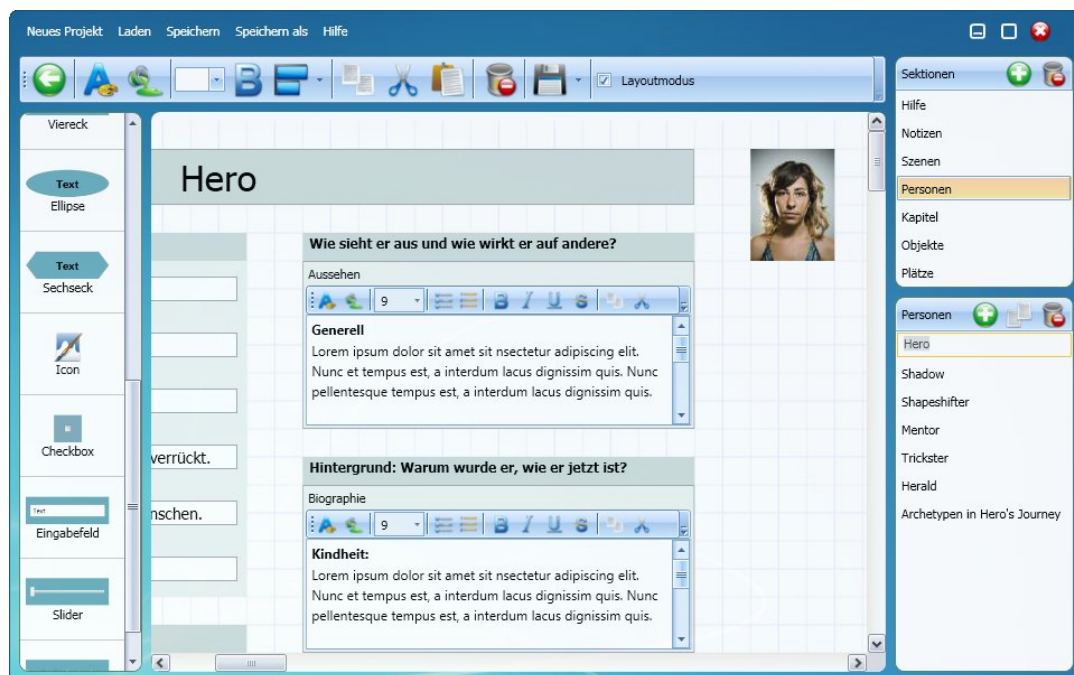 Neues Projekt Laden Speichern Speichern als Hilfe
Layoutmodus
Viereck
Text
Ellipse
Text
Sechseck
Icon
Checkbox
Text
Eingabefeld
Slider
Hero
verrückt.
nschen.
Wie sieht er aus und wie wirkt er auf andere?
Aussehen
9 B I U S
Generell
Lorem ipsum dolor sit amet sit nsectetur adipiscing elit.
Nunc et tempus est, a interdum lacus dignissim quis. Nunc
pellentesque tempus est, a interdum lacus dignissim quis.
Hintergrund: Warum wurde er, wie er jetzt ist?
Biographie
9 B I U S
Kindheit:
Lorem ipsum dolor sit amet sit nsectetur adipiscing elit.
Nunc et tempus est, a interdum lacus dignissim quis. Nunc
pellentesque tempus est, a interdum lacus dignissim quis.
Sektionen
Hilfe
Notizen
Szenen
Personen
Kapitel
Objekte
Plätze
Personen
Hero
Shadow
Shapeshifter
Mentor
Trickster
Herald
Archetypen in Hero's Journey